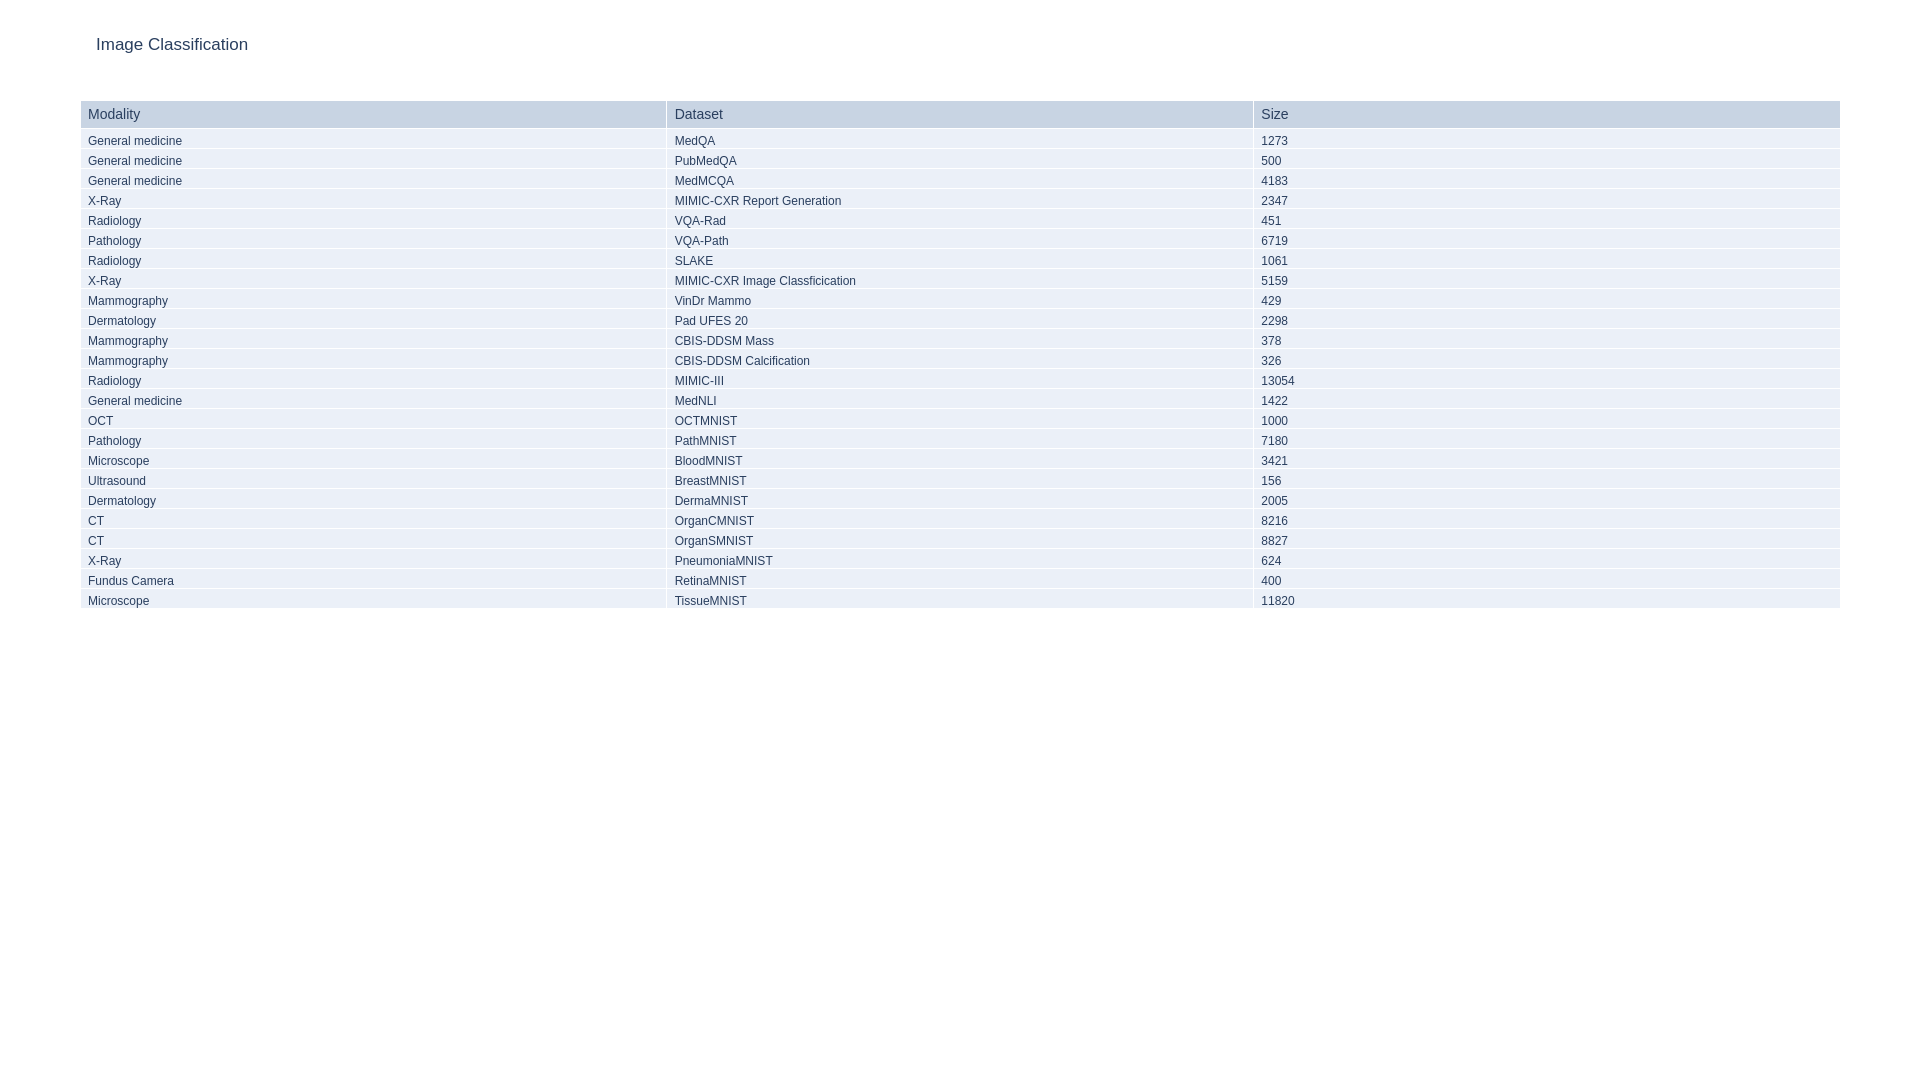 Image Classification
Modality Dataset Size
General medicine MedQA 1273
General medicine PubMedQA 500
General medicine MedMCQA 4183
X-Ray MIMIC-CXR Report Generation 2347
Radiology VQA-Rad 451
Pathology VQA-Path 6719
Radiology SLAKE 1061
X-Ray MIMIC-CXR Image Classficication 5159
Mammography VinDr Mammo 429
Dermatology Pad UFES 20 2298
Mammography CBIS-DDSM Mass 378
Mammography CBIS-DDSM Calcification 326
Radiology MIMIC-III 13054
General medicine MedNLI 1422
OCT OCTMNIST 1000
Pathology PathMNIST 7180
Microscope BloodMNIST 3421
Ultrasound BreastMNIST 156
Dermatology DermaMNIST 2005
CT OrganCMNIST 8216
CT OrganSMNIST 8827
X-Ray PneumoniaMNIST 624
Fundus Camera RetinaMNIST 400
Microscope TissueMNIST 11820